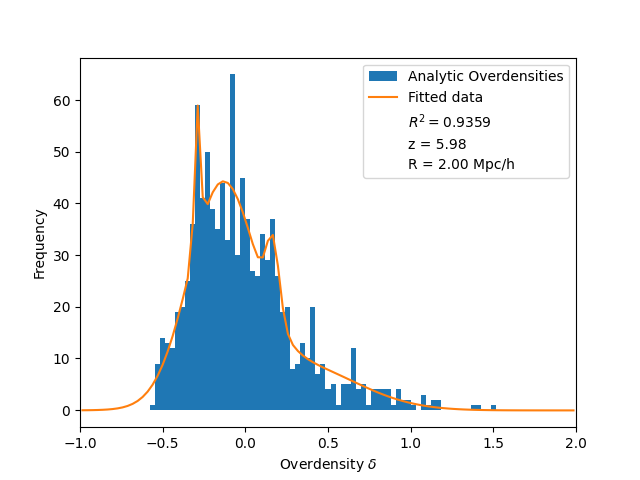 Analytic Overdensities
Fitted data
R² = 0.9359
z = 5.98
R = 2.00 Mpc/h
Frequency
60
50
40
30
20
10
0
−1.0 −0.5 0.0 0.5 1.0 1.5 2.0
Overdensity δ